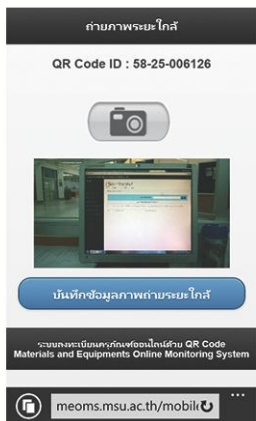 ถ่ายภาพระยะใกล้
QR Code ID : 58-25-006126
บันทึกข้อมูลภาพถ่ายระยะใกล้
ระบบลงทะเบียนครุภัณฑ์ออนไลน์ด้วย QR Code
Materials and Equipments Online Monitoring System
meoms.msu.ac.th/mobil